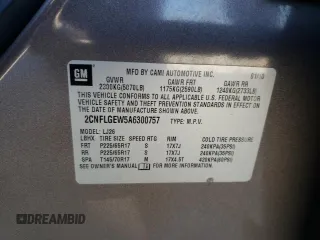 GM
MFD BY CAMI AUTOMOTIVE INC.
GVWR GAWR FRT GAWR RR
2300KG(5070LB) 1175KG(2590LB) 1240KG(2733LB)
THIS VEHICLE CONFORMS TO ALL APPLICABLE U.S. FEDERAL
MOTOR VEHICLE SAFETY, BUMPER, AND THEFT PREVENTION
STANDARDS IN EFFECT ON THE DATE OF MANUFACTURE
SHOWN ABOVE.
2CNFLGEW5A6300757 TYPE: M.P.V.
MODEL: LJ26
LBHX TIRE SIZE SPEED RTG RIM COLD TIRE PRESSURE
FRT P225/65R17 S 17X7J 240KPA(35PSI)
RR P225/65R17 S 17X7J 240KPA(35PSI)
SPA T145/70R17 M 17X4.5T 420KPA(60PSI)
SEE OWNER'S MANUAL FOR MORE INFORMATION.
DREAMBID